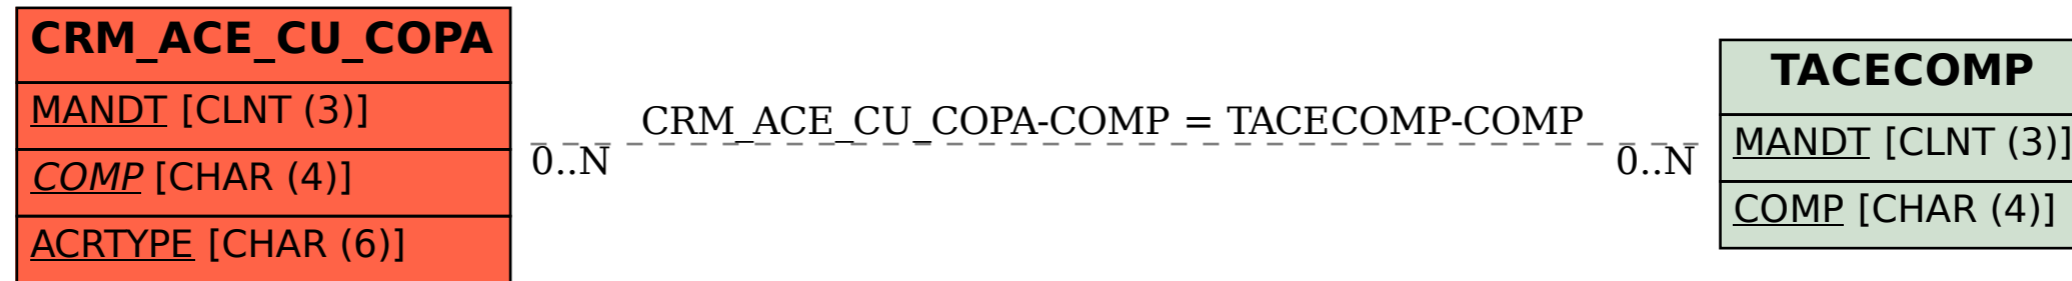 CRM_ACE_CU_COPA
MANDT [CLNT (3)]
COMP [CHAR (4)]
ACRTYPE [CHAR (6)]
CRM_ACE_CU_COPA-COMP = TACECOMP-COMP
0..N
0..N
TACECOMP
MANDT [CLNT (3)]
COMP [CHAR (4)]